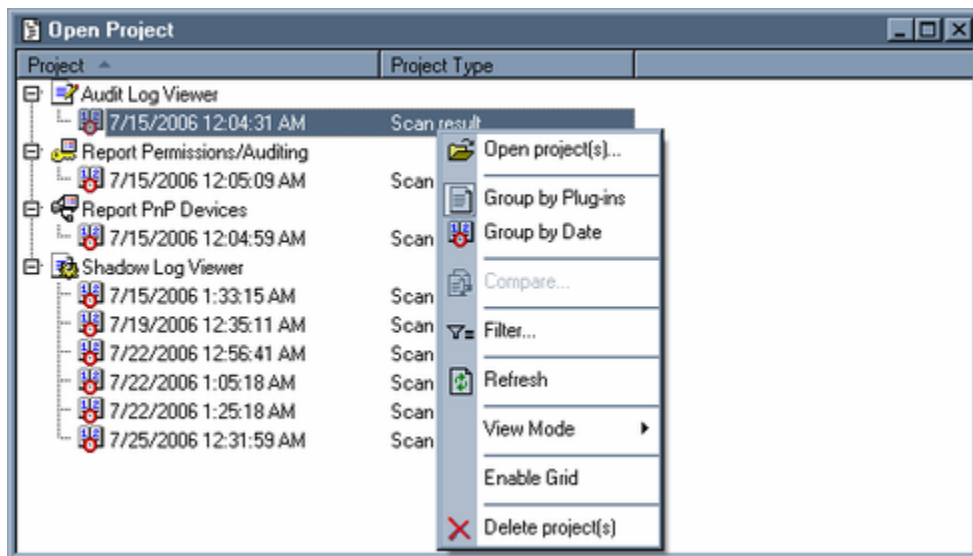 Open Project
Project Project Type
Audit Log Viewer
7/15/2006 12:04:31 AM Scan result
Report Permissions/Auditing
7/15/2006 12:05:09 AM Scan
Report PnP Devices
7/15/2006 12:04:59 AM Scan
Shadow Log Viewer
7/15/2006 1:33:15 AM Scan
7/19/2006 12:35:11 AM Scan
7/22/2006 12:56:41 AM Scan
7/22/2006 1:05:18 AM Scan
7/22/2006 1:25:18 AM Scan
7/25/2006 12:31:59 AM Scan
Open project(s)...
Group by Plug-ins
Group by Date
Compare...
Filter...
Refresh
View Mode
Enable Grid
Delete project(s)